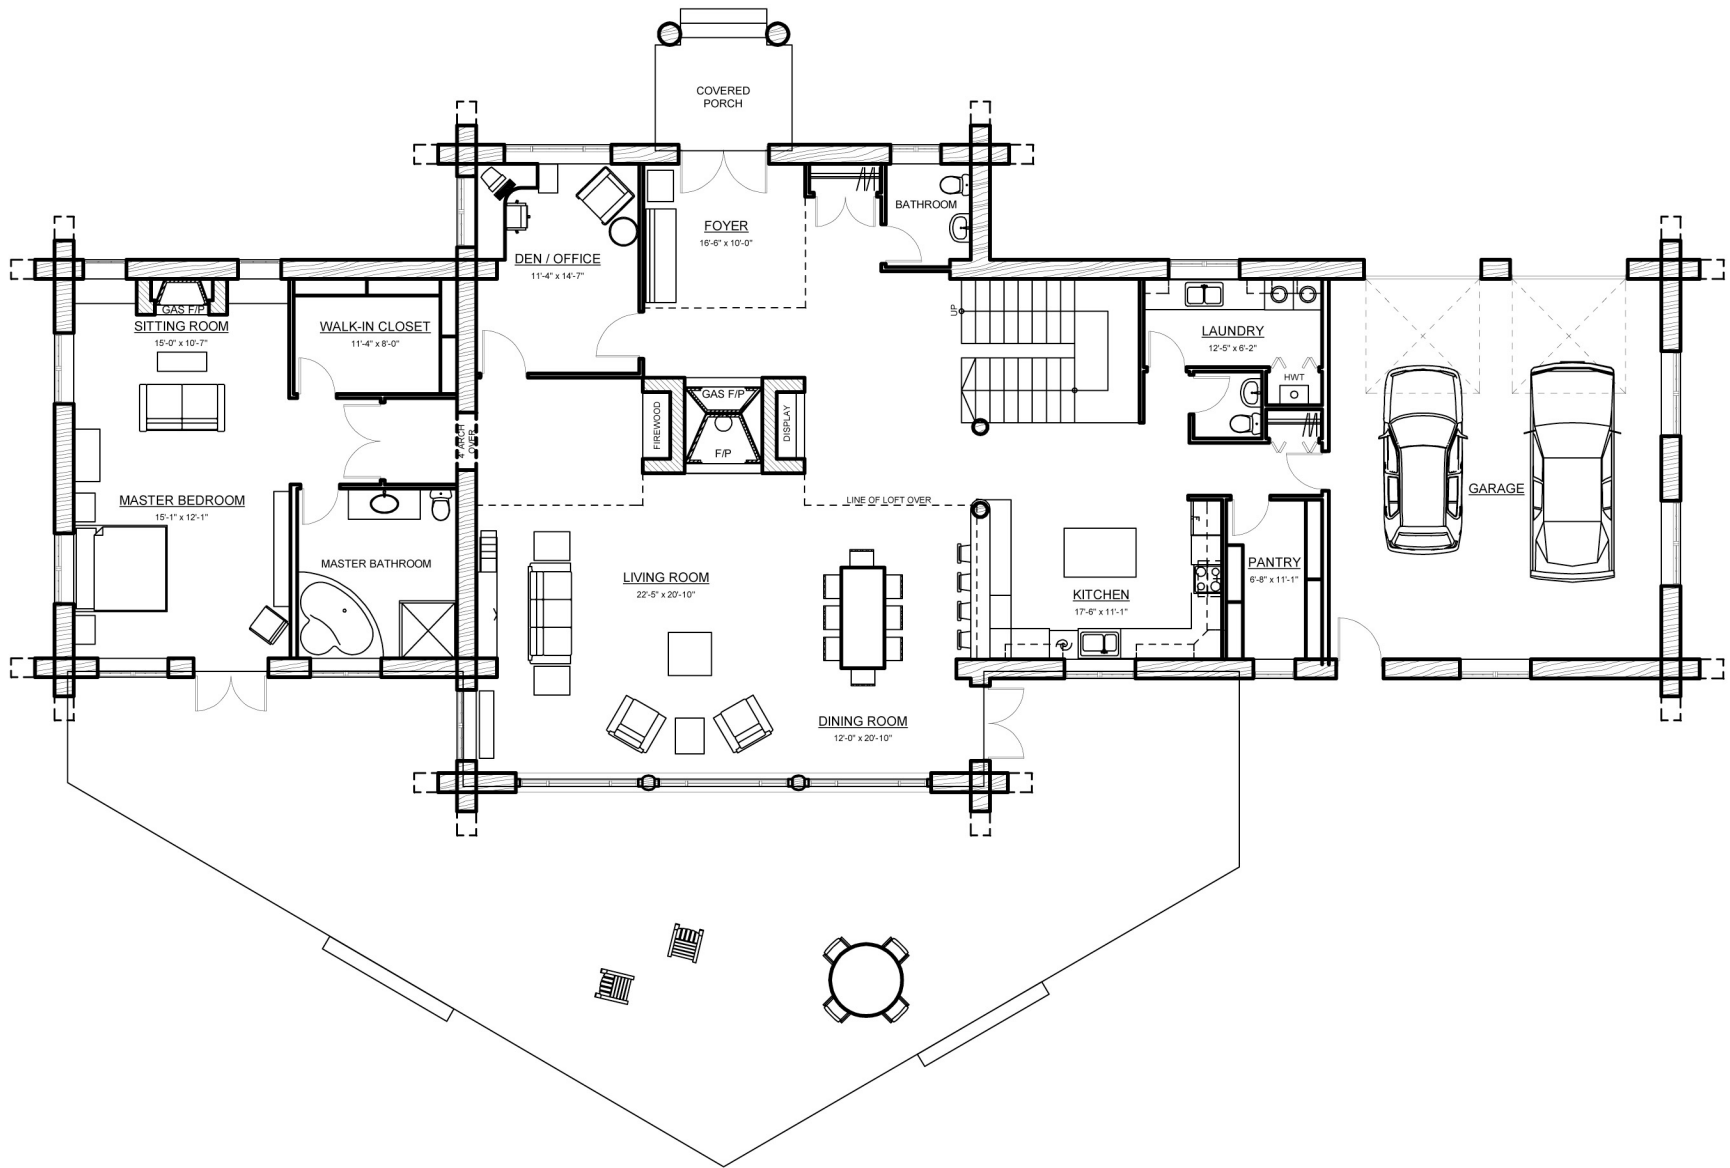 COVERED
PORCH
BATHROOM
FOYER
16'-6" x 10'-0"
DEN / OFFICE
11'-4" x 14'-7"
GAS F/P
SITTING ROOM
15'-0" x 10'-7"
WALK-IN CLOSET
11'-4" x 8'-0"
UP
LAUNDRY
12'-5" x 6'-2"
HWT
GAS F/P
FIREWOOD
DISPLAY
F/P
4' ARCH
OVER
MASTER BEDROOM
15'-1" x 12'-1"
LINE OF LOFT OVER
GARAGE
MASTER BATHROOM
LIVING ROOM
22'-5" x 20'-10"
KITCHEN
17'-6" x 11'-1"
PANTRY
6'-8" x 11'-1"
DINING ROOM
12'-0" x 20'-10"